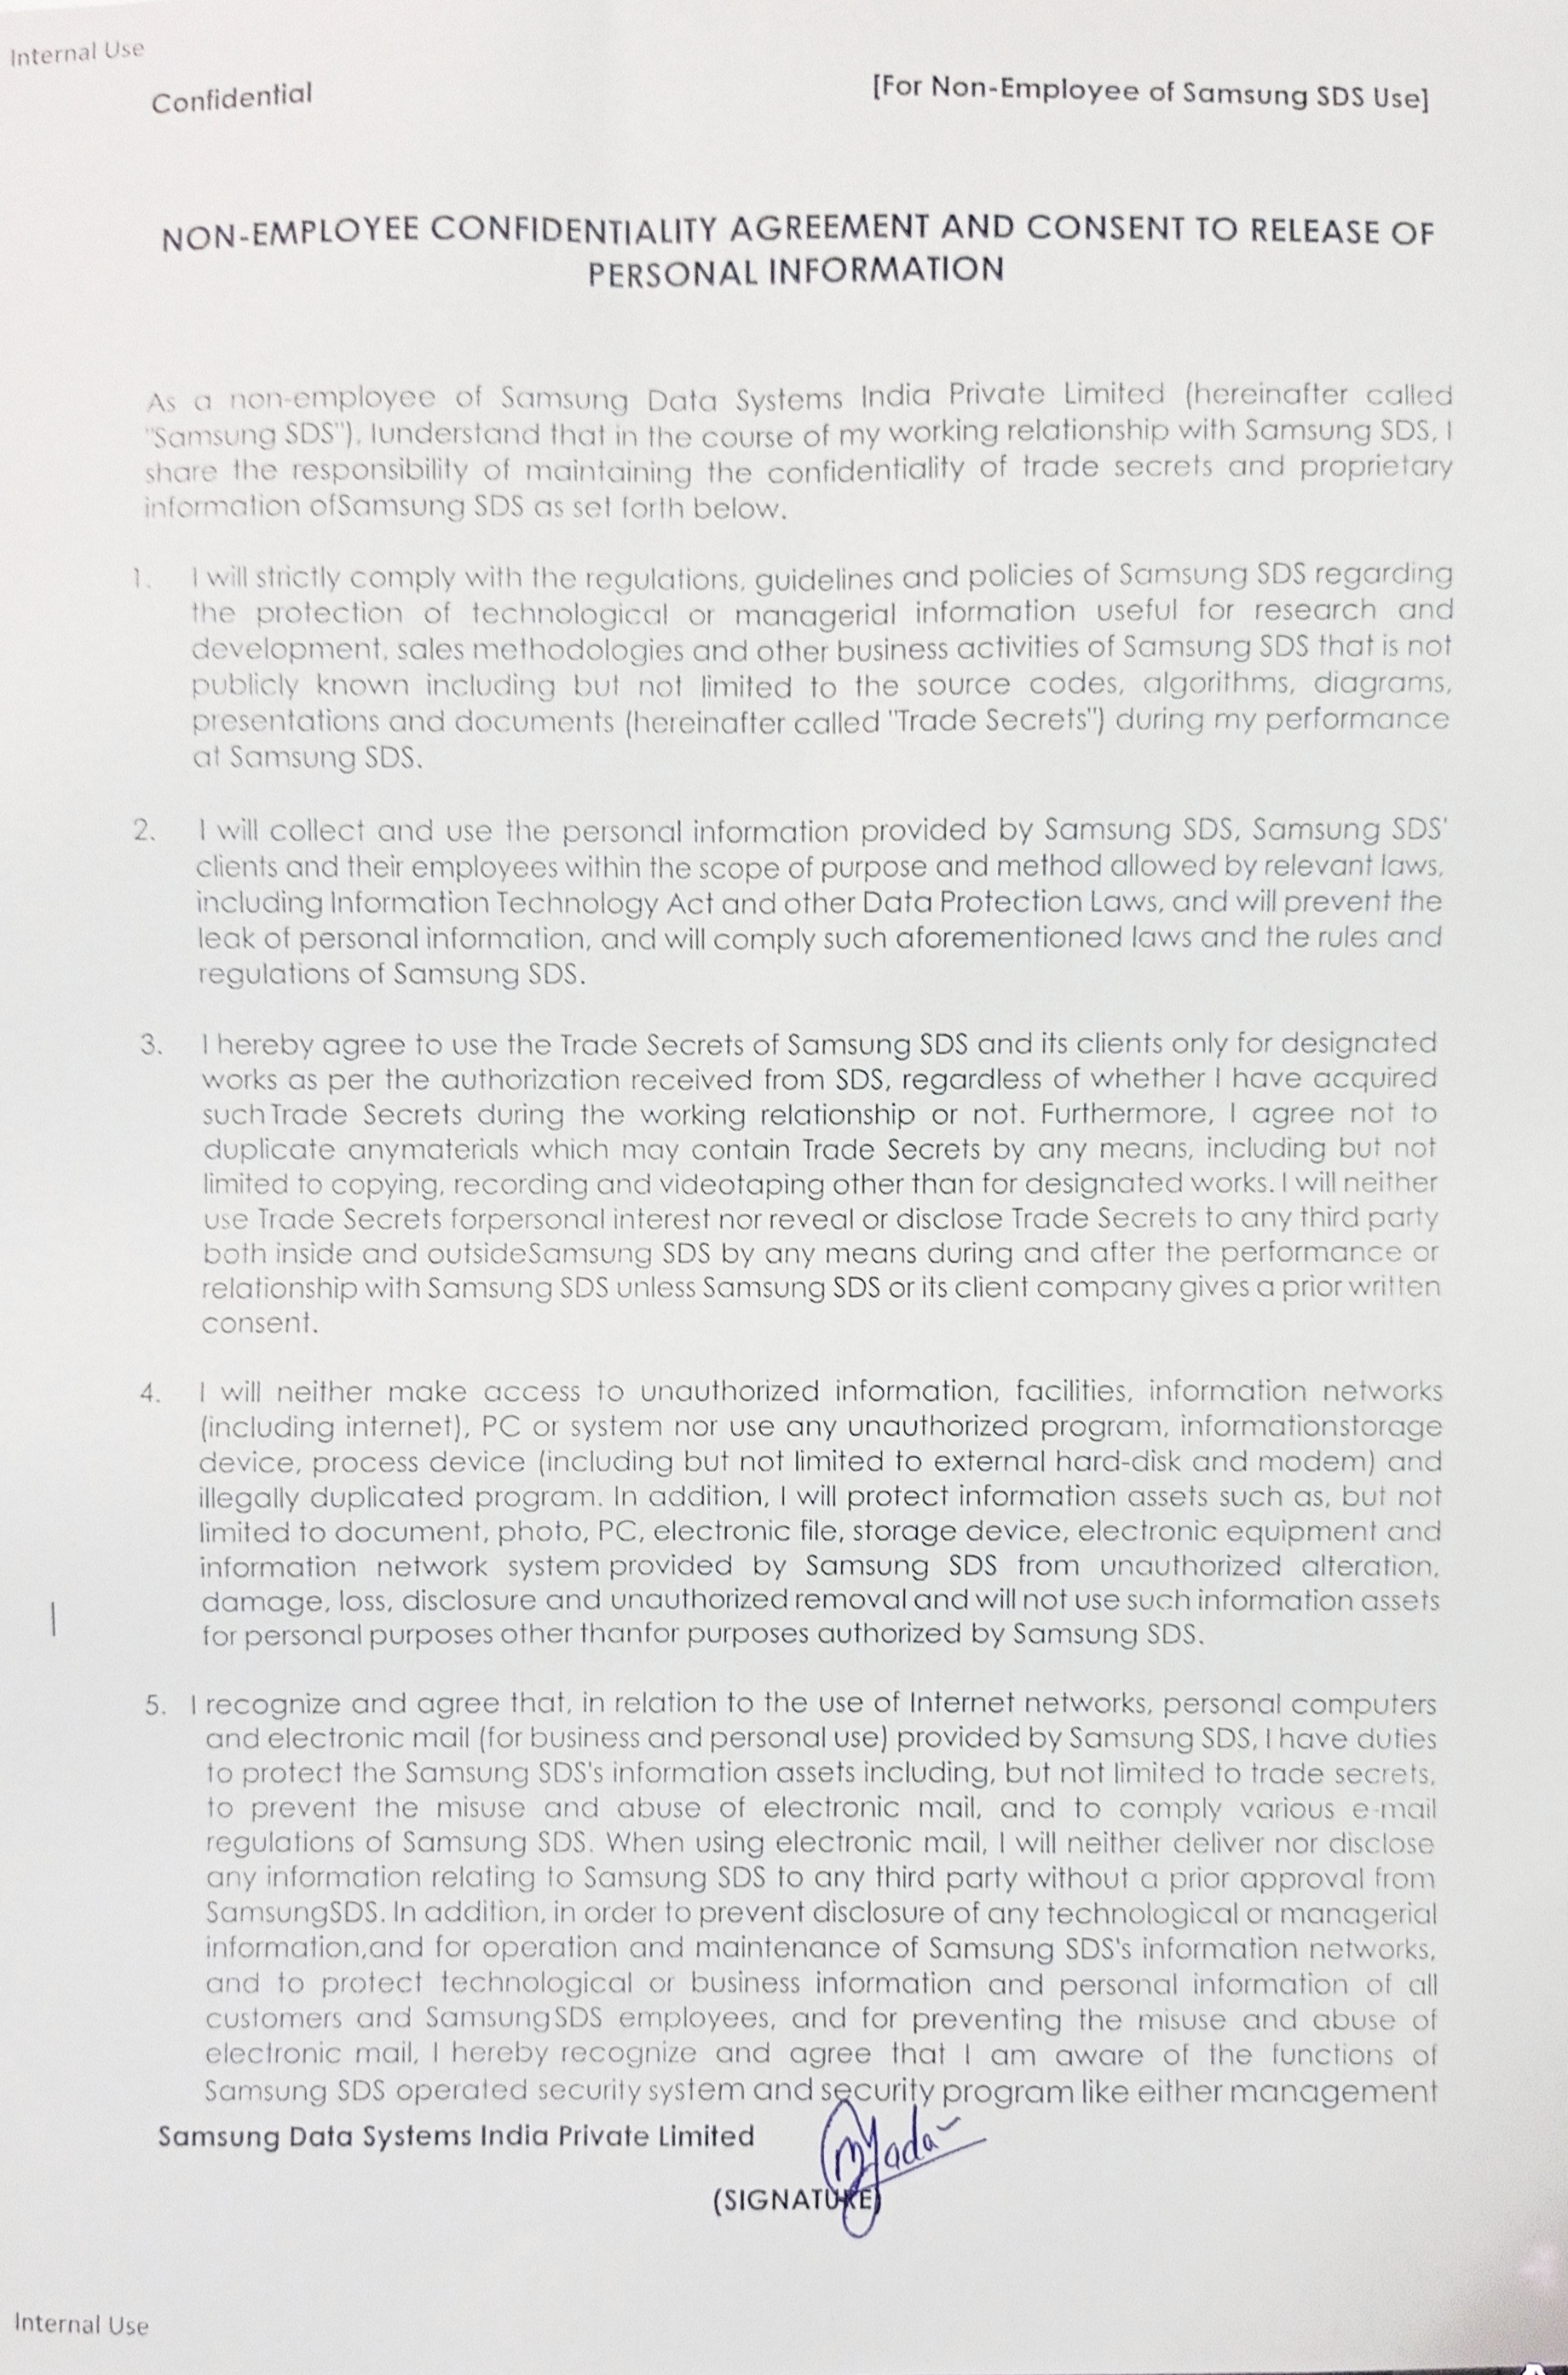 Internal Use
Confidential
[For Non-Employee of Samsung SDS Use]
NON-EMPLOYEE CONFIDENTIALITY AGREEMENT AND CONSENT TO RELEASE OF
PERSONAL INFORMATION
As a non-employee of Samsung Data Systems India Private Limited (hereinafter called
"Samsung SDS"), Iunderstand that in the course of my working relationship with Samsung SDS, I
share the responsibility of maintaining the confidentiality of trade secrets and proprietary
information ofSamsung SDS as set forth below.
1. I will strictly comply with the regulations, guidelines and policies of Samsung SDS regarding
the protection of technological or managerial information useful for research and
development, sales methodologies and other business activities of Samsung SDS that is not
publicly known including but not limited to the source codes, algorithms, diagrams,
presentations and documents (hereinafter called "Trade Secrets") during my performance
at Samsung SDS.
2. I will collect and use the personal information provided by Samsung SDS, Samsung SDS'
clients and their employees within the scope of purpose and method allowed by relevant laws,
including Information Technology Act and other Data Protection Laws, and will prevent the
leak of personal information, and will comply such aforementioned laws and the rules and
regulations of Samsung SDS.
3. I hereby agree to use the Trade Secrets of Samsung SDS and its clients only for designated
works as per the authorization received from SDS, regardless of whether I have acquired
such Trade Secrets during the working relationship or not. Furthermore, I agree not to
duplicate anymaterials which may contain Trade Secrets by any means, including but not
limited to copying, recording and videotaping other than for designated works. I will neither
use Trade Secrets forpersonal interest nor reveal or disclose Trade Secrets to any third party
both inside and outsideSamsung SDS by any means during and after the performance or
relationship with Samsung SDS unless Samsung SDS or its client company gives a prior written
consent.
4. I will neither make access to unauthorized information, facilities, information networks
(including internet), PC or system nor use any unauthorized program, informationstorage
device, process device (including but not limited to external hard-disk and modem) and
illegally duplicated program. In addition, I will protect information assets such as, but not
limited to document, photo, PC, electronic file, storage device, electronic equipment and
information network system provided by Samsung SDS from unauthorized alteration,
damage, loss, disclosure and unauthorized removal and will not use such information assets
for personal purposes other thanfor purposes authorized by Samsung SDS.
5. I recognize and agree that, in relation to the use of Internet networks, personal computers
and electronic mail (for business and personal use) provided by Samsung SDS, I have duties
to protect the Samsung SDS's information assets including, but not limited to trade secrets,
to prevent the misuse and abuse of electronic mail, and to comply various e-mail
regulations of Samsung SDS. When using electronic mail, I will neither deliver nor disclose
any information relating to Samsung SDS to any third party without a prior approval from
SamsungSDS. In addition, in order to prevent disclosure of any technological or managerial
information,and for operation and maintenance of Samsung SDS's information networks,
and to protect technological or business information and personal information of all
customers and SamsungSDS employees, and for preventing the misuse and abuse of
electronic mail, I hereby recognize and agree that I am aware of the functions of
Samsung SDS operated security system and security program like either management
Samsung Data Systems India Private Limited
(SIGNATURE)
Internal Use